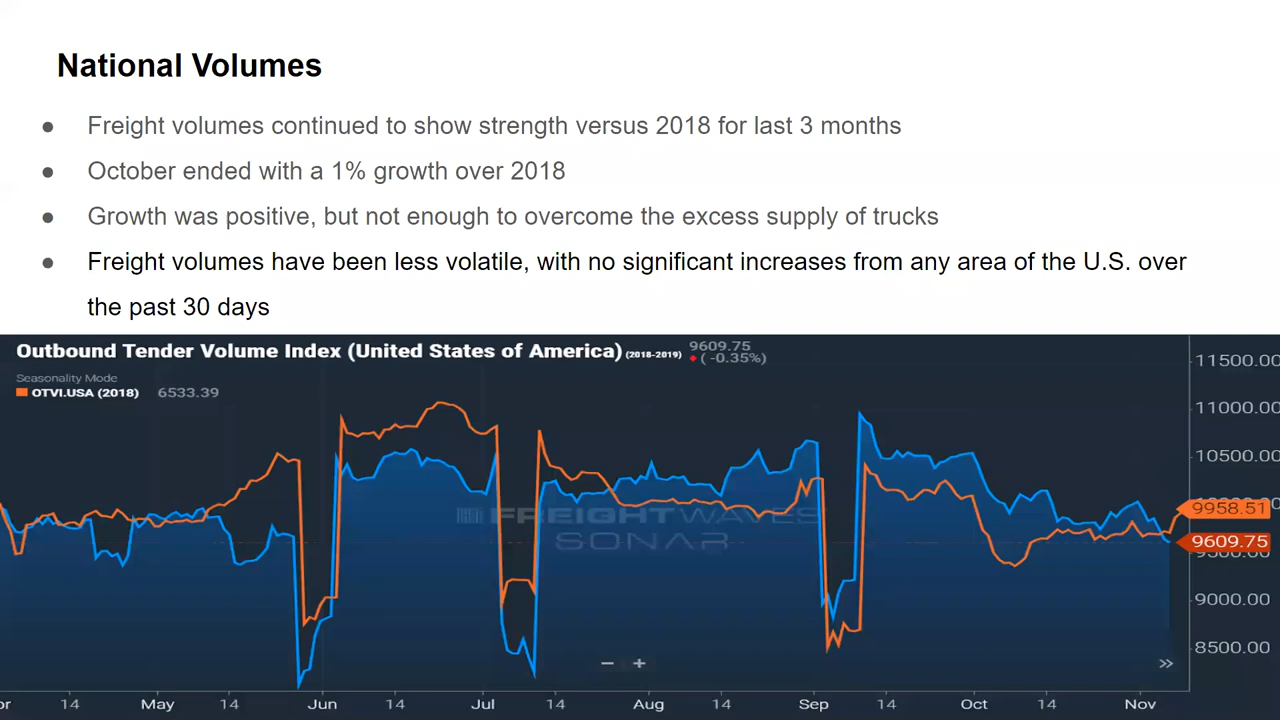 National Volumes
● Freight volumes continued to show strength versus 2018 for last 3 months
● October ended with a 1% growth over 2018
● Growth was positive, but not enough to overcome the excess supply of trucks
● Freight volumes have been less volatile, with no significant increases from any area of the U.S. over
the past 30 days
Outbound Tender Volume Index (United States of America) (2018-2019) 9609.75
(-0.35%)
Seasonality Mode
OTVI.USA (2018) 6533.39
11500.00
11000.00
10500.00
9958.51
9609.75
9500.00
9000.00
8500.00
FREIGHTWAVES
SONAR
− + »
14 May 14 Jun 14 Jul 14 Aug 14 Sep 14 Oct 14 Nov